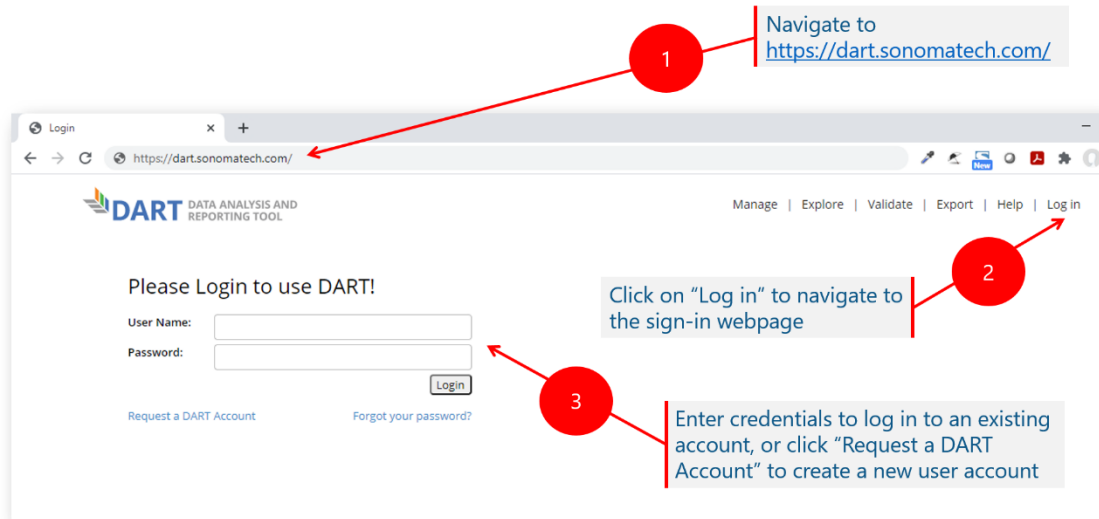 Navigate to
https://dart.sonomatech.com/
1
Login
https://dart.sonomatech.com/
New
DART DATA ANALYSIS AND
REPORTING TOOL
Manage | Explore | Validate | Export | Help | Log in
2
Please Login to use DART!
Click on “Log in” to navigate to
the sign-in webpage
User Name:
Password:
Login
3
Request a DART Account Forgot your password?
Enter credentials to log in to an existing
account, or click “Request a DART
Account” to create a new user account